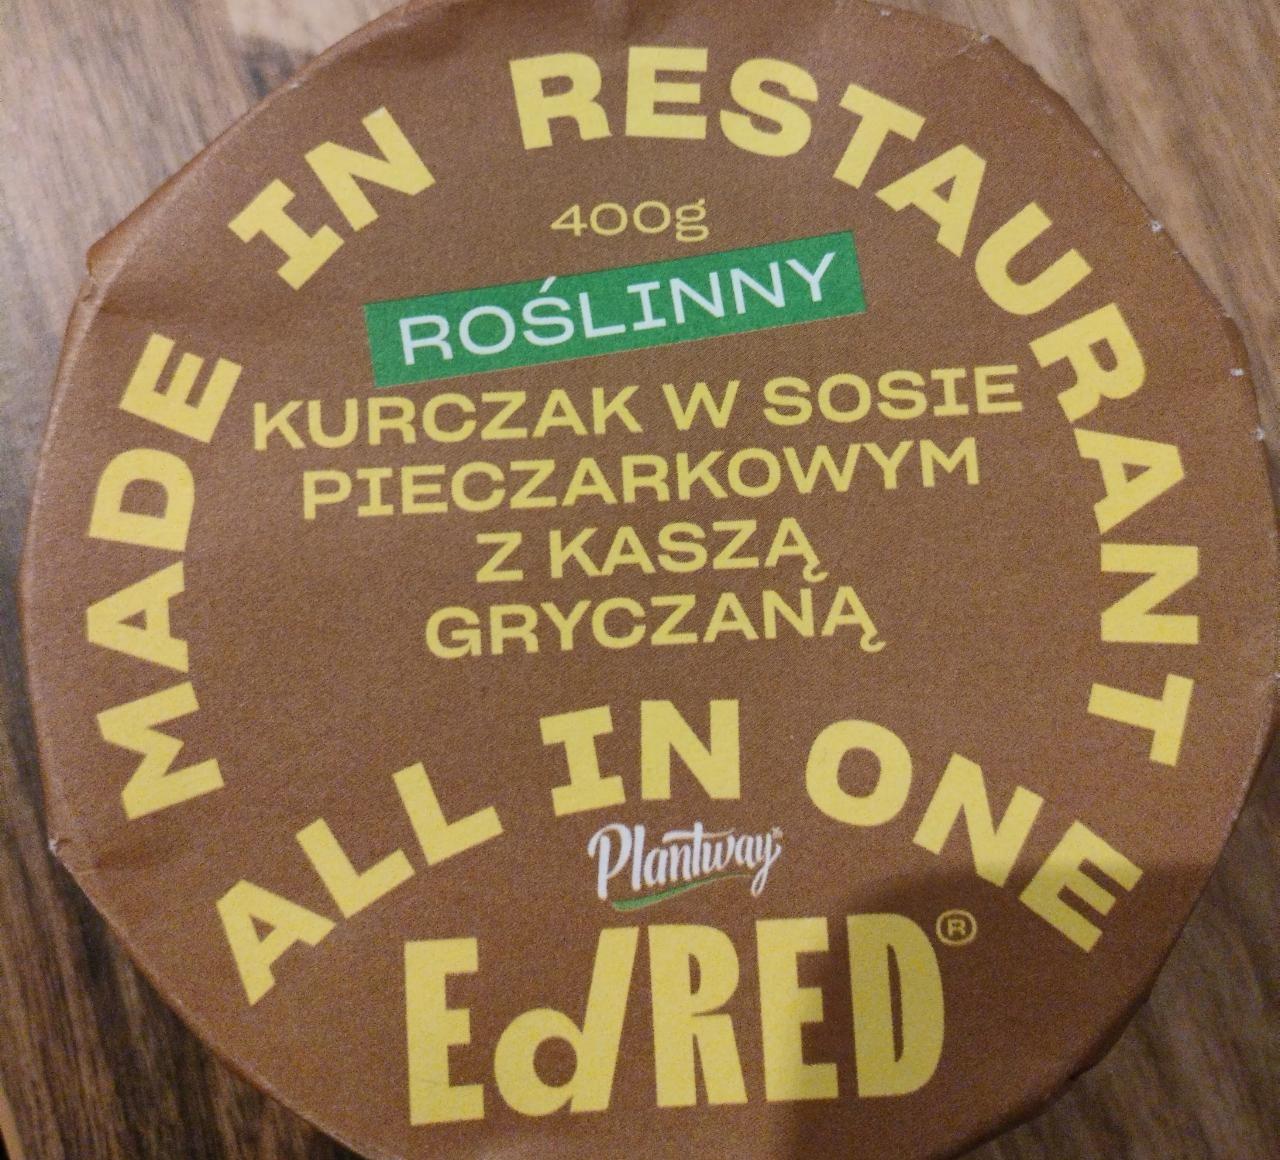 MADE IN RESTAURANT
400g
ROŚLINNY
KURCZAK W SOSIE
PIECZARKOWYM
Z KASZĄ
GRYCZANĄ
ALL IN ONE
Plantway
EdRED®